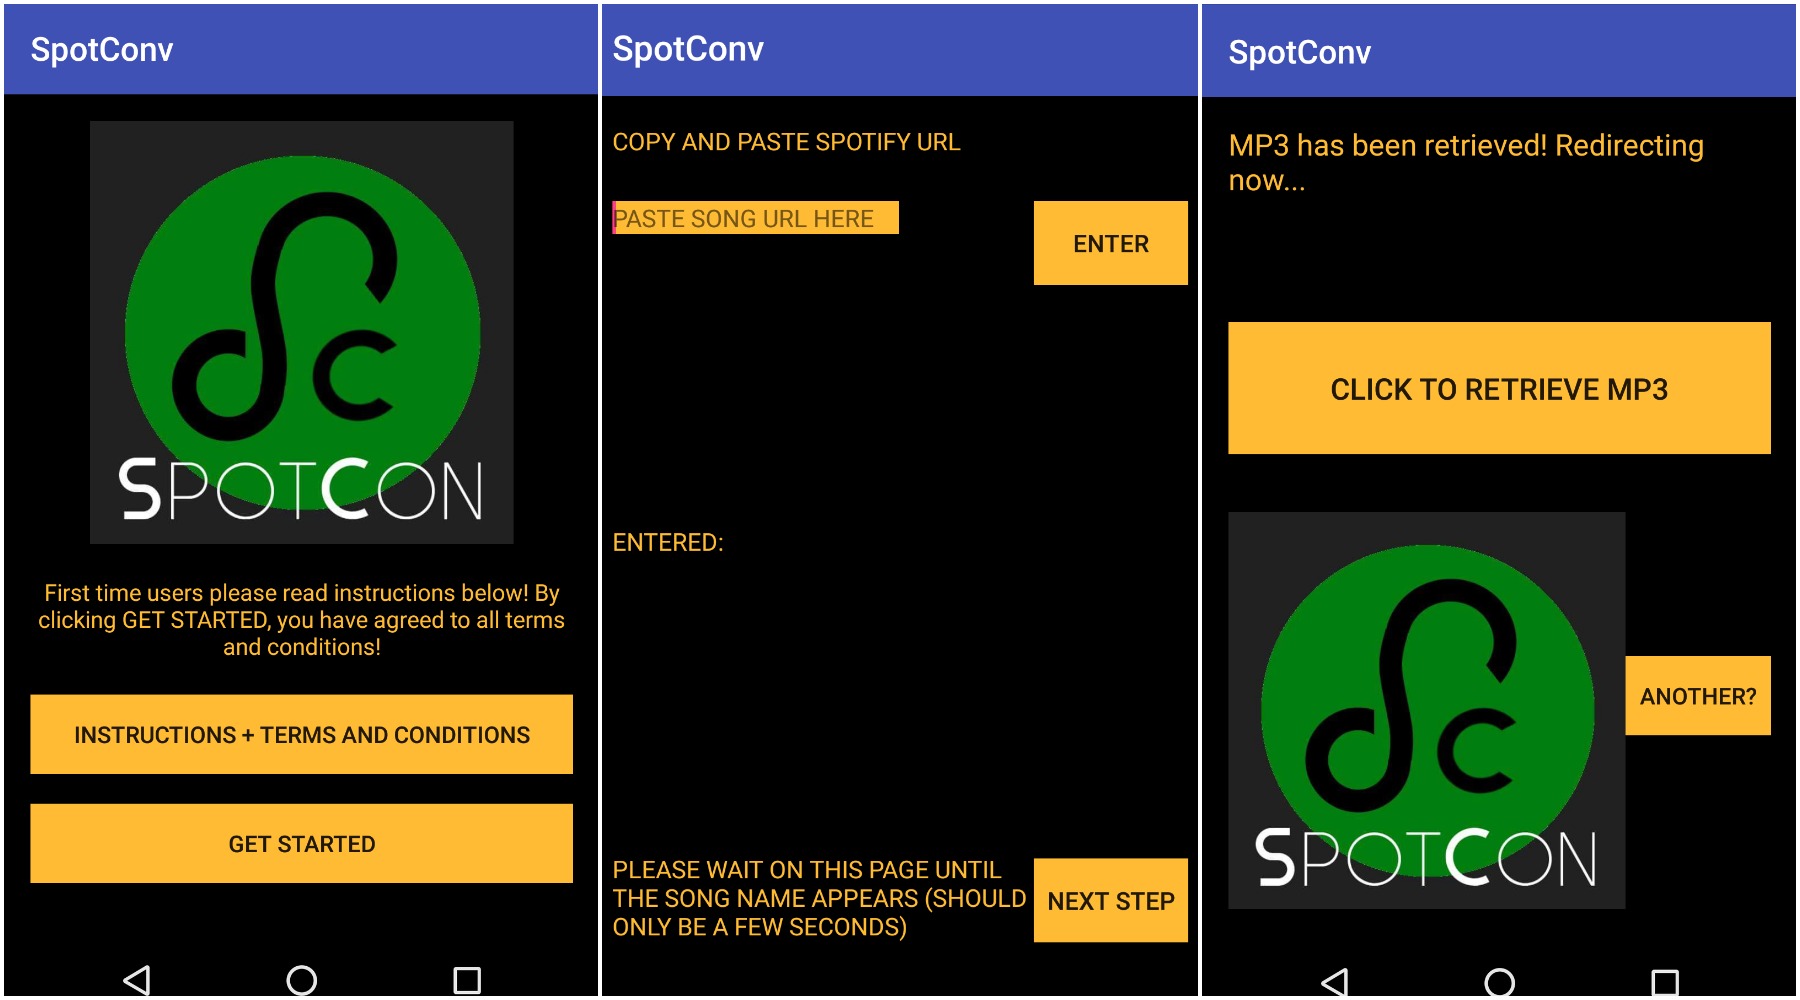 SpotConv
SPOTCON
First time users please read instructions below! By
clicking GET STARTED, you have agreed to all terms
and conditions!
INSTRUCTIONS + TERMS AND CONDITIONS
GET STARTED
SpotConv
COPY AND PASTE SPOTIFY URL
PASTE SONG URL HERE
ENTER
ENTERED:
PLEASE WAIT ON THIS PAGE UNTIL
THE SONG NAME APPEARS (SHOULD
ONLY BE A FEW SECONDS)
NEXT STEP
SpotConv
MP3 has been retrieved! Redirecting
now...
CLICK TO RETRIEVE MP3
SPOTCON
ANOTHER?